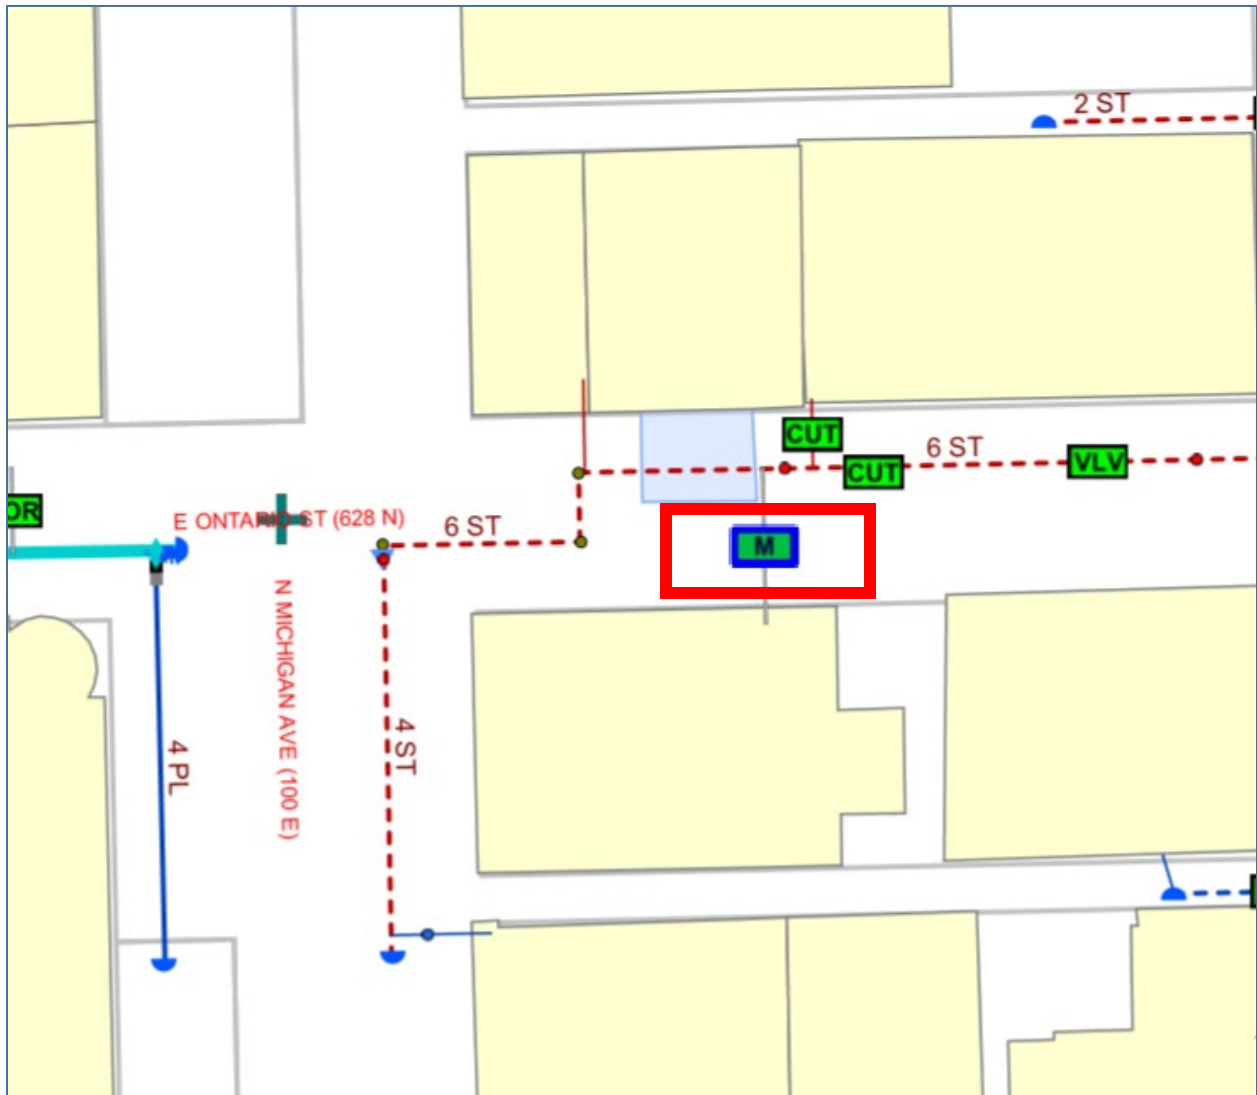 2 ST
CUT
6 ST
CUT
VLV
OR
E ONTARIO ST (628 N)
6 ST
M
N MICHIGAN AVE (100 E)
4 ST
4 PL